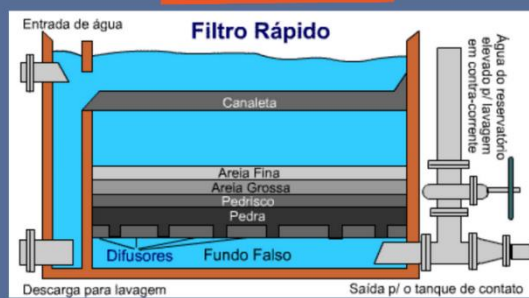 Entrada de água
Filtro Rápido
Água do reservatório
elevado p/ lavagem
em contra-corrente
Canaleta
Areia Fina
Areia Grossa
Pedrisco
Pedra
Difusores
Fundo Falso
Descarga para lavagem
Saída p/ o tanque de contato